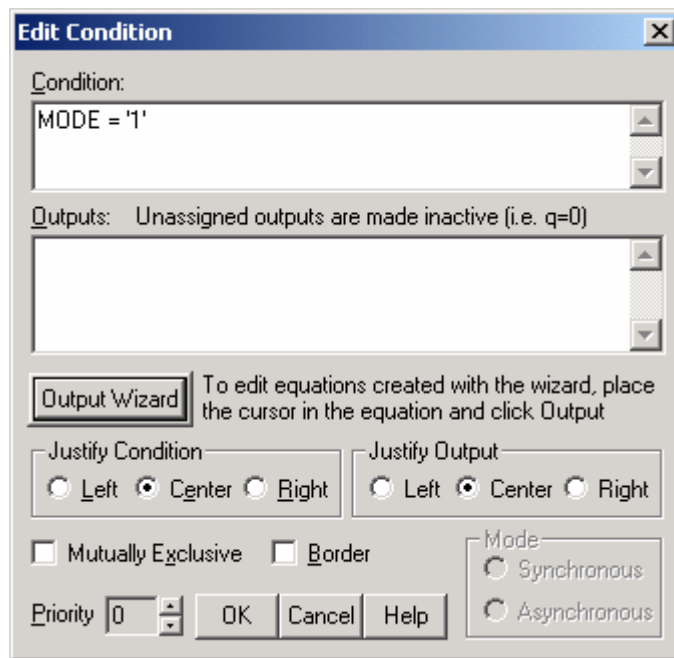 Edit Condition
Condition:
MODE = '1'
Outputs: Unassigned outputs are made inactive (i.e. q=0)
Output Wizard
To edit equations created with the wizard, place
the cursor in the equation and click Output
Justify Condition
Left Center Right
Justify Output
Left Center Right
Mutually Exclusive Border
Mode
Synchronous
Asynchronous
Priority 0 OK Cancel Help